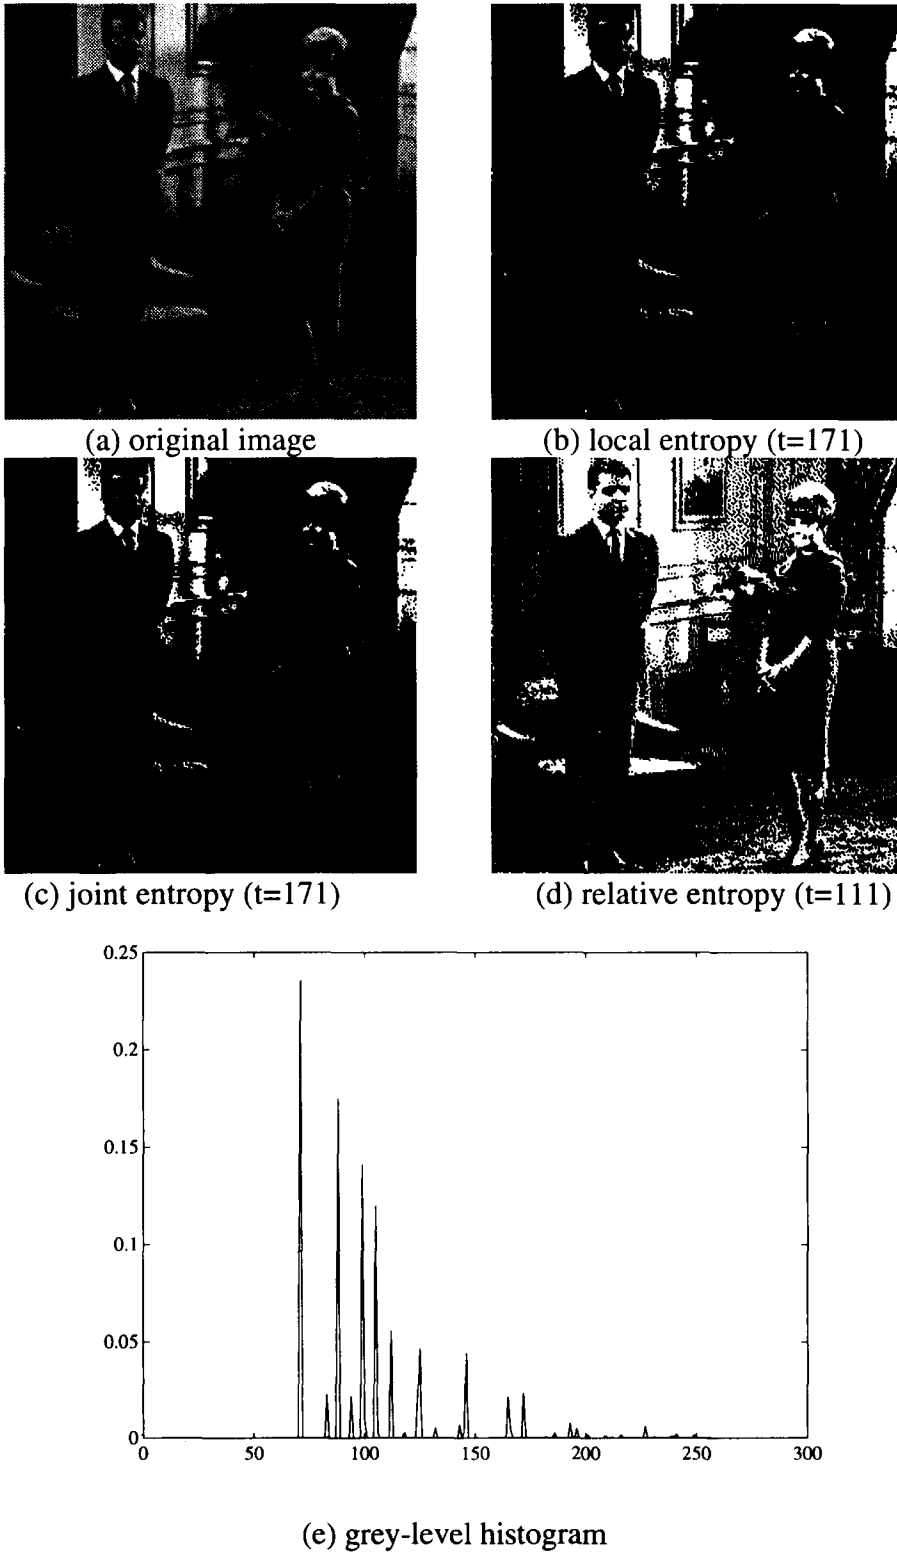 (a) original image
(b) local entropy (t=171)
(c) joint entropy (t=171)
(d) relative entropy (t=111)
0.25
0.2
0.15
0.1
0.05
0
0 50 100 150 200 250 300
(e) grey-level histogram